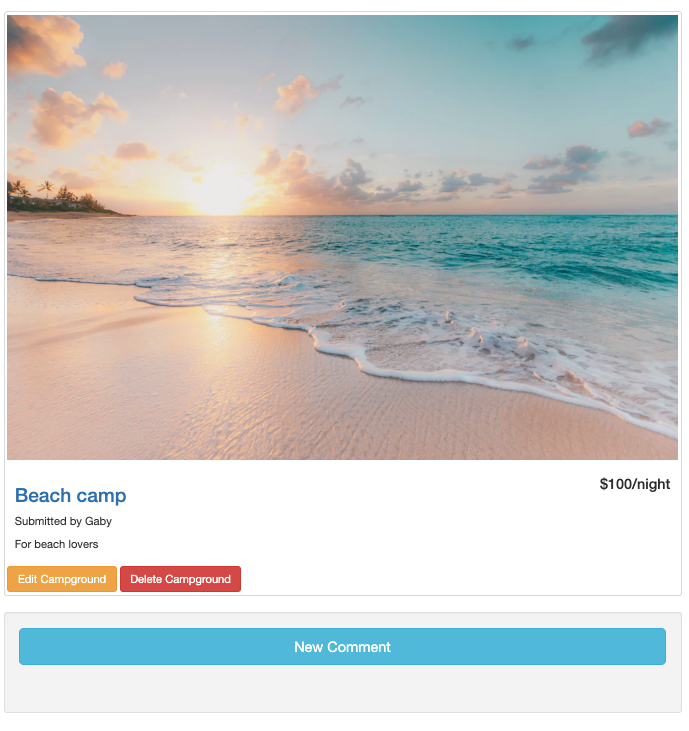 $100/night
Beach camp
Submitted by Gaby
For beach lovers
Edit Campground Delete Campground
New Comment